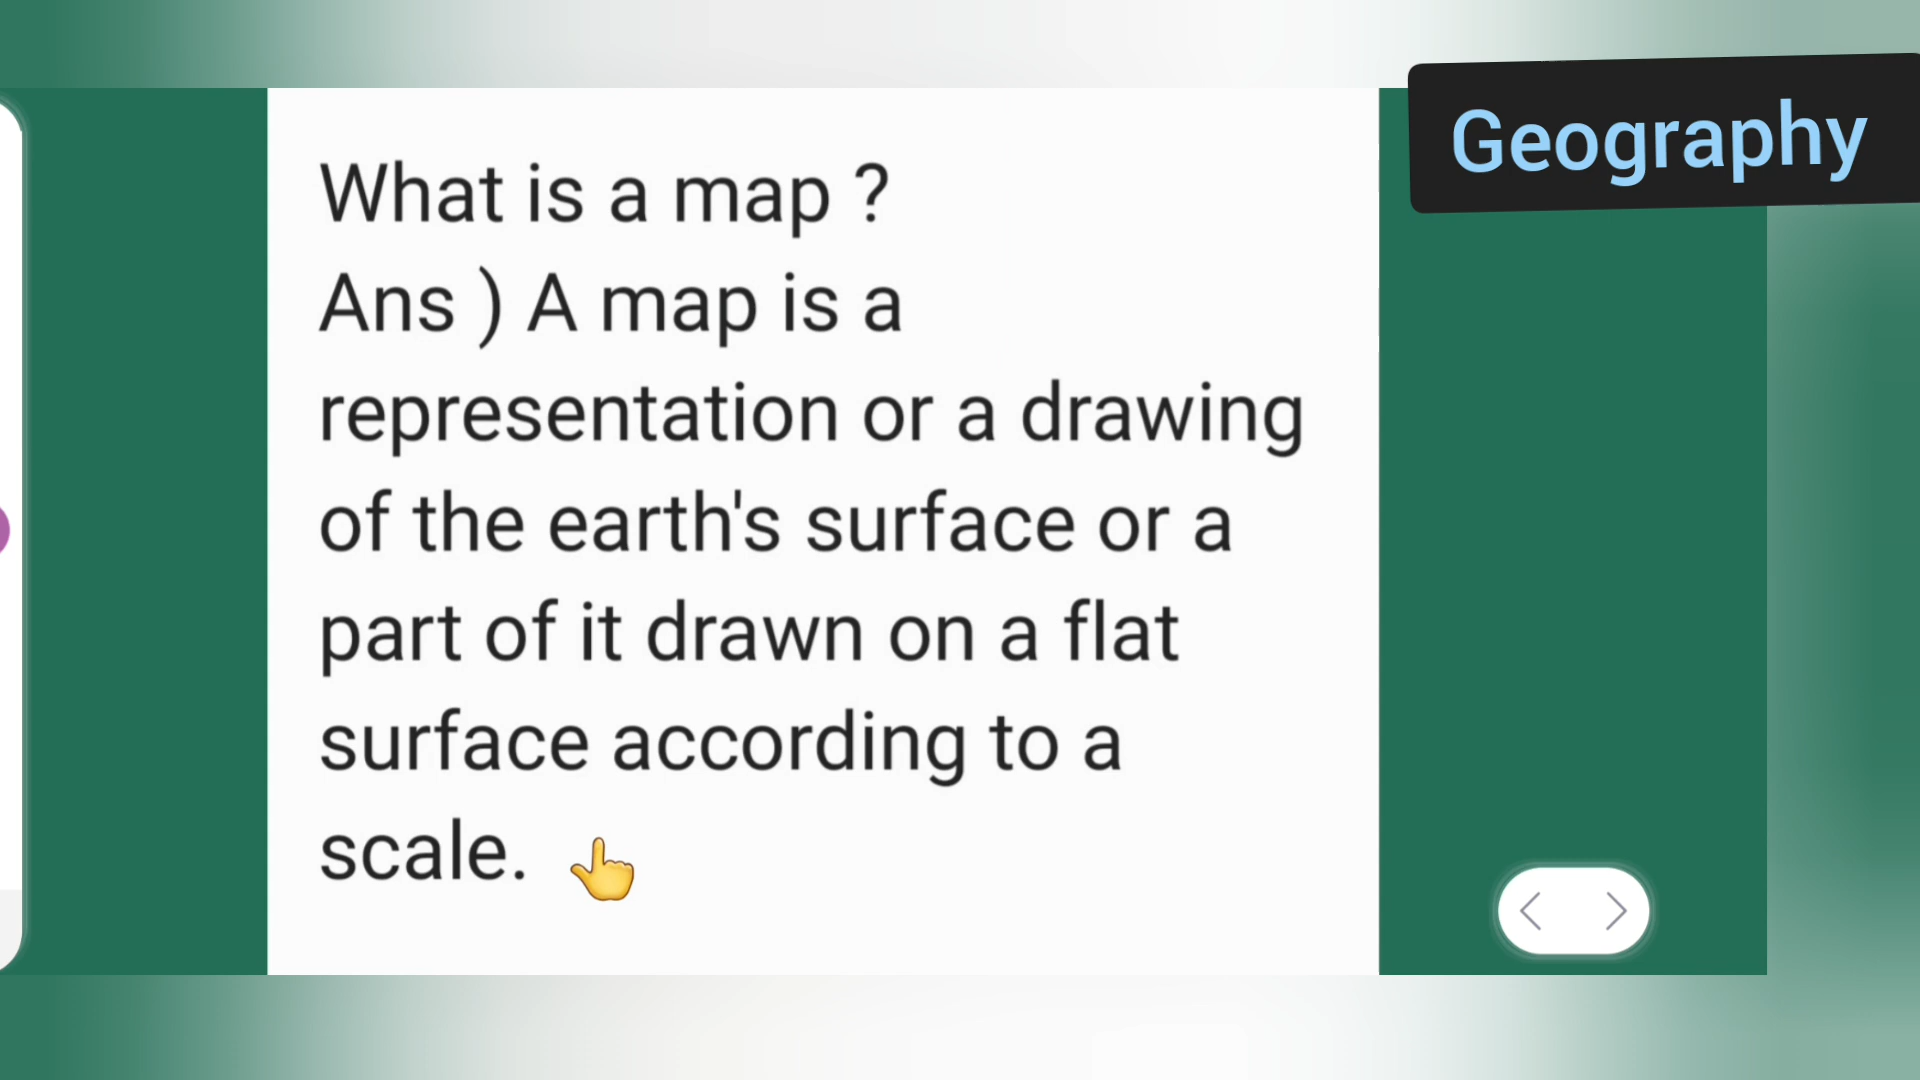 Geography
What is a map ?
Ans ) A map is a
representation or a drawing
of the earth's surface or a
part of it drawn on a flat
surface according to a
scale. 👆